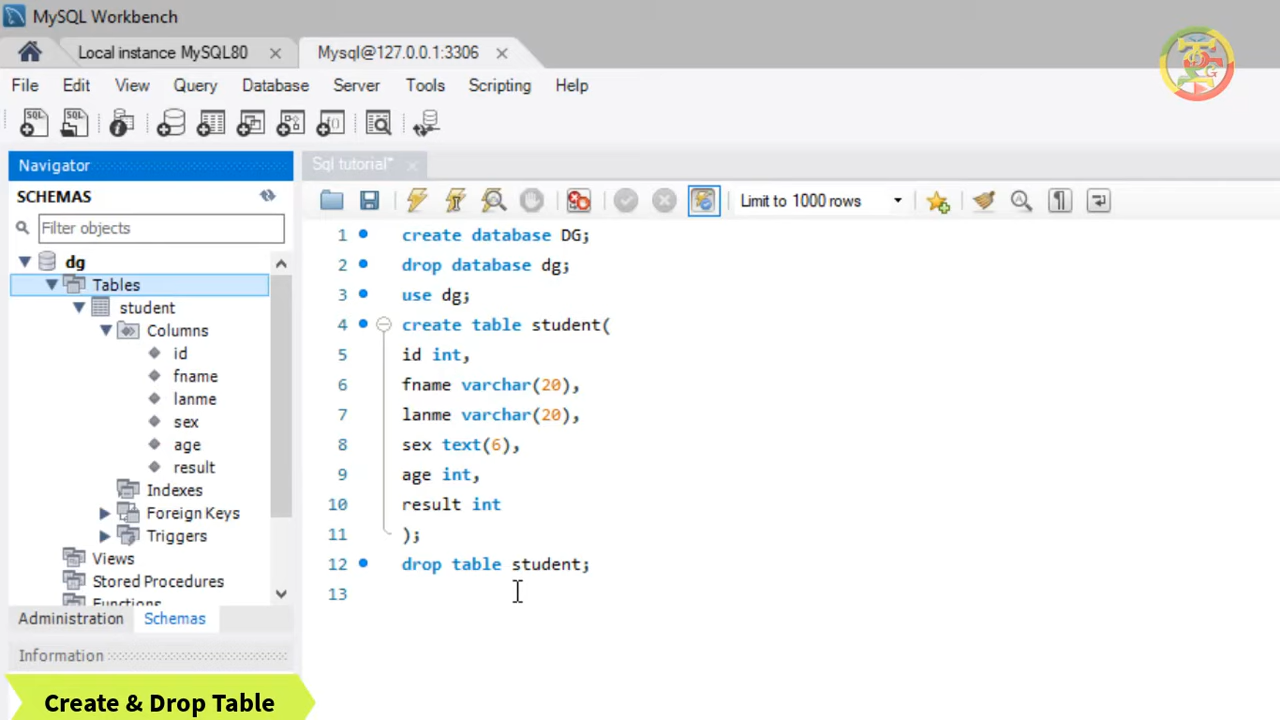 MySQL Workbench
Local instance MySQL80
Mysql@127.0.0.1:3306
File Edit View Query Database Server Tools Scripting Help
Navigator
SCHEMAS
Filter objects
dg
Tables
student
Columns
id
fname
lanme
sex
age
result
Indexes
Foreign Keys
Triggers
Views
Stored Procedures
Functions
Administration Schemas
Information
Sql tutorial*
Limit to 1000 rows
1 create database DG;
2 drop database dg;
3 use dg;
4 create table student(
5 id int,
6 fname varchar(20),
7 lanme varchar(20),
8 sex text(6),
9 age int,
10 result int
11 );
12 drop table student;
13
Create & Drop Table